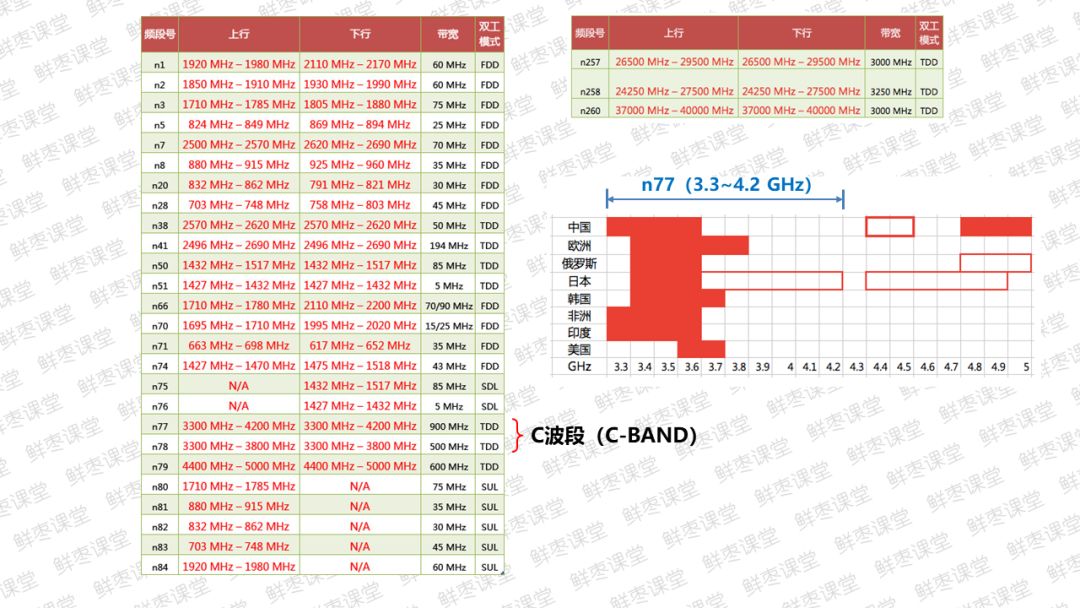 频段号 上行 下行 带宽 双工模式
n1 1920 MHz – 1980 MHz 2110 MHz – 2170 MHz 60 MHz FDD
n2 1850 MHz – 1910 MHz 1930 MHz – 1990 MHz 60 MHz FDD
n3 1710 MHz – 1785 MHz 1805 MHz – 1880 MHz 75 MHz FDD
n5 824 MHz – 849 MHz 869 MHz – 894 MHz 25 MHz FDD
n7 2500 MHz – 2570 MHz 2620 MHz – 2690 MHz 70 MHz FDD
n8 880 MHz – 915 MHz 925 MHz – 960 MHz 35 MHz FDD
n20 832 MHz – 862 MHz 791 MHz – 821 MHz 30 MHz FDD
n28 703 MHz – 748 MHz 758 MHz – 803 MHz 45 MHz FDD
n38 2570 MHz – 2620 MHz 2570 MHz – 2620 MHz 50 MHz TDD
n41 2496 MHz – 2690 MHz 2496 MHz – 2690 MHz 194 MHz TDD
n50 1432 MHz – 1517 MHz 1432 MHz – 1517 MHz 85 MHz TDD
n51 1427 MHz – 1432 MHz 1427 MHz – 1432 MHz 5 MHz TDD
n66 1710 MHz – 1780 MHz 2110 MHz – 2200 MHz 70/90 MHz FDD
n70 1695 MHz – 1710 MHz 1995 MHz – 2020 MHz 15/25 MHz FDD
n71 663 MHz – 698 MHz 617 MHz – 652 MHz 35 MHz FDD
n74 1427 MHz – 1470 MHz 1475 MHz – 1518 MHz 43 MHz FDD
n75 N/A 1432 MHz – 1517 MHz 85 MHz SDL
n76 N/A 1427 MHz – 1432 MHz 5 MHz SDL
n77 3300 MHz – 4200 MHz 3300 MHz – 4200 MHz 900 MHz TDD
n78 3300 MHz – 3800 MHz 3300 MHz – 3800 MHz 500 MHz TDD
n79 4400 MHz – 5000 MHz 4400 MHz – 5000 MHz 600 MHz TDD
n80 1710 MHz – 1785 MHz N/A 75 MHz SUL
n81 880 MHz – 915 MHz N/A 35 MHz SUL
n82 832 MHz – 862 MHz N/A 30 MHz SUL
n83 703 MHz – 748 MHz N/A 45 MHz SUL
n84 1920 MHz – 1980 MHz N/A 60 MHz SUL
频段号 上行 下行 带宽 双工模式
n257 26500 MHz – 29500 MHz 26500 MHz – 29500 MHz 3000 MHz TDD
n258 24250 MHz – 27500 MHz 24250 MHz – 27500 MHz 3250 MHz TDD
n260 37000 MHz – 40000 MHz 37000 MHz – 40000 MHz 3000 MHz TDD
n77（3.3~4.2 GHz）
中国
欧洲
俄罗斯
日本
韩国
非洲
印度
美国
GHz 3.3 3.4 3.5 3.6 3.7 3.8 3.9 4 4.1 4.2 4.3 4.4 4.5 4.6 4.7 4.8 4.9 5
C波段（C-BAND）
鲜枣课堂